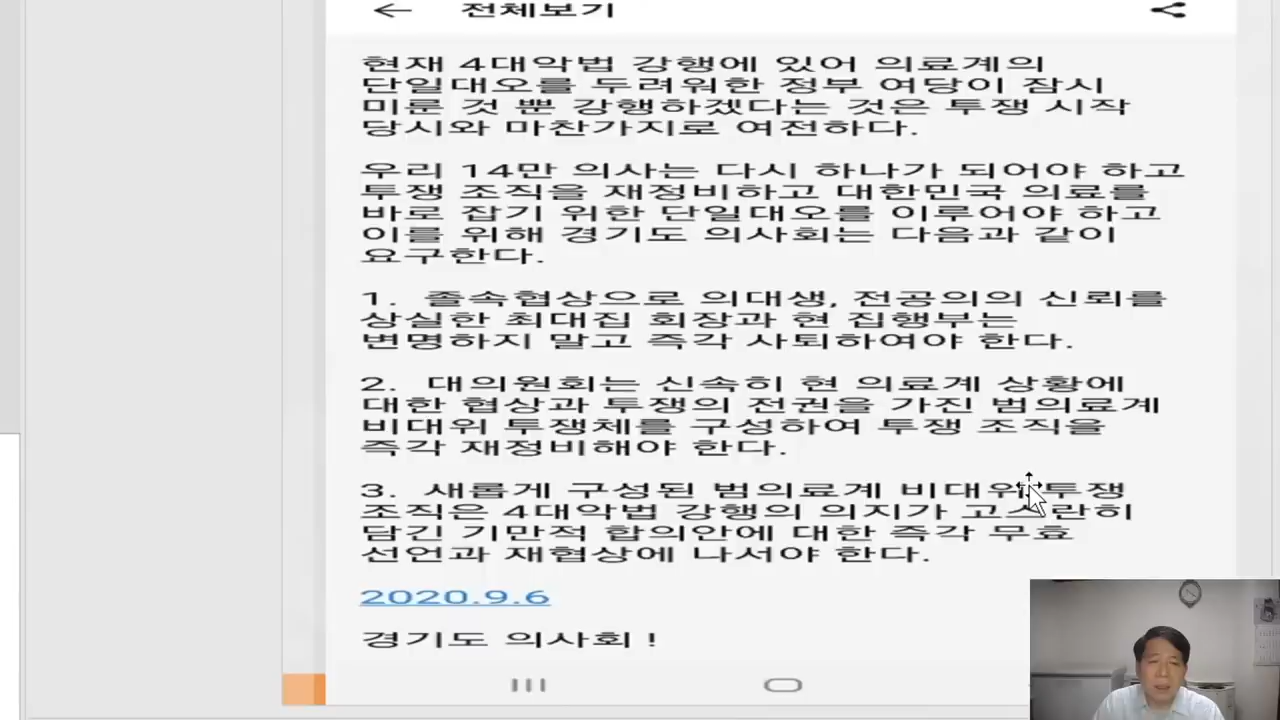 전체보기
현재 4대악법 강행에 있어 의료계의
단일대오를 두려워한 정부 여당이 잠시
미룬 것 뿐 강행하겠다는 것은 투쟁 시작
당시와 마찬가지로 여전하다.
우리 14만 의사는 다시 하나가 되어야 하고
투쟁 조직을 재정비하고 대한민국 의료를
바로 잡기 위한 단일대오를 이루어야 하고
이를 위해 경기도 의사회는 다음과 같이
요구한다.
1. 졸속협상으로 의대생, 전공의의 신뢰를
상실한 최대집 회장과 현 집행부는
변명하지 말고 즉각 사퇴하여야 한다.
2. 대의원회는 신속히 현 의료계 상황에
대한 협상과 투쟁의 전권을 가진 범의료계
비대위 투쟁체를 구성하여 투쟁 조직을
즉각 재정비해야 한다.
3. 새롭게 구성된 범의료계 비대위 투쟁
조직은 4대악법 강행의 의지가 고스란히
담긴 기만적 합의안에 대한 즉각 무효
선언과 재협상에 나서야 한다.
2020.9.6
경기도 의사회 !